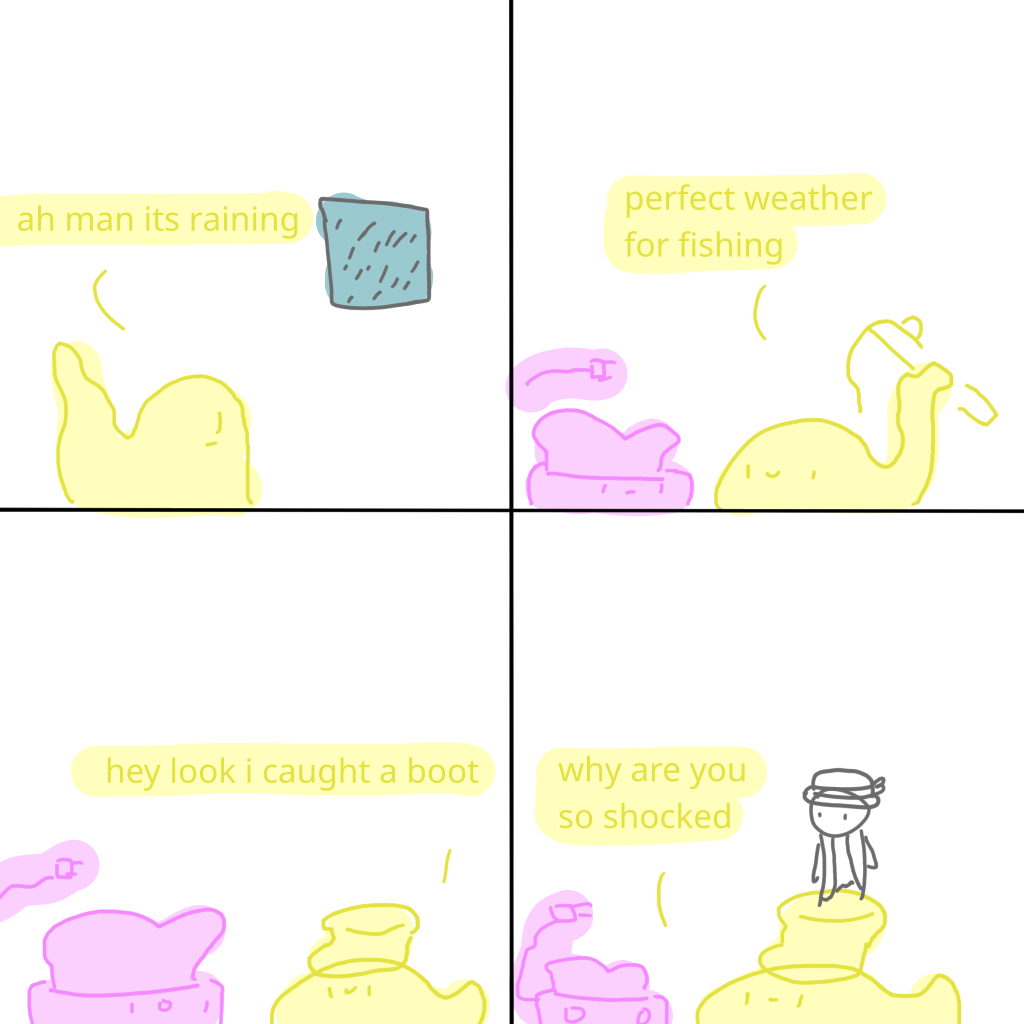 ah man its raining
perfect weather
for fishing
hey look i caught a boot
why are you
so shocked